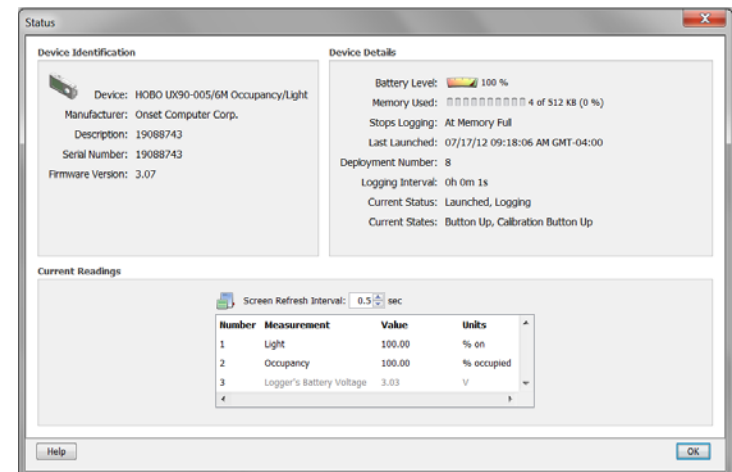 Status
Device Identification
Device: HOBO UX90-005/6M Occupancy/Light
Manufacturer: Onset Computer Corp.
Description: 19088743
Serial Number: 19088743
Firmware Version: 3.07
Device Details
Battery Level: 100 %
Memory Used: 4 of 512 KB (0 %)
Stops Logging: At Memory Full
Last Launched: 07/17/12 09:18:06 AM GMT-04:00
Deployment Number: 8
Logging Interval: 0h 0m 1s
Current Status: Launched, Logging
Current States: Button Up, Calibration Button Up
Current Readings
Screen Refresh Interval: 0.5 sec
Number Measurement Value Units
1 Light 100.00 % on
2 Occupancy 100.00 % occupied
3 Logger's Battery Voltage 3.03 V
Help OK